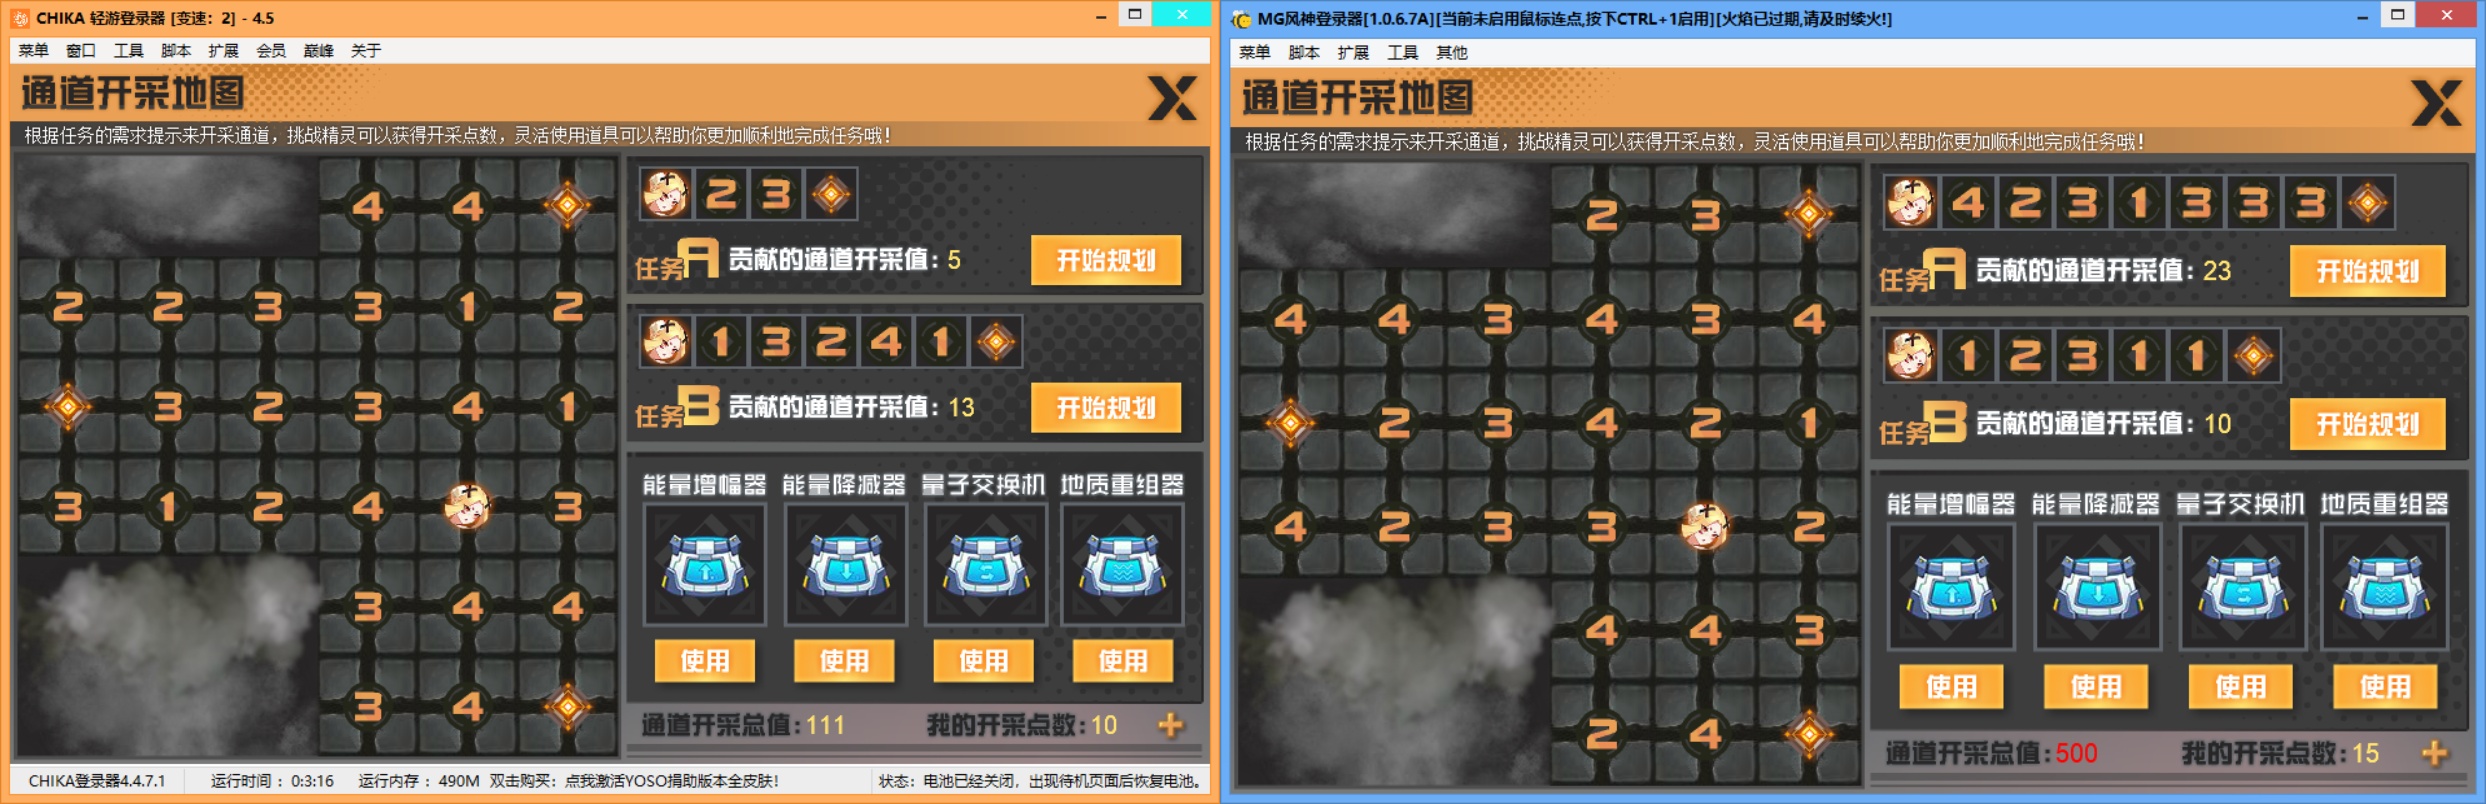 CHIKA 轻游登录器 [变速：2] - 4.5
菜单 窗口 工具 脚本 扩展 会员 巅峰 关于
通道开采地图
X
根据任务的需求提示来开采通道，挑战精灵可以获得开采点数，灵活使用道具可以帮助你更加顺利地完成任务哦！
4 4
2 2 3 3 1 2
3 2 3 4 1
3 1 2 4 3
3 4 4
3 4
2 3
任务A 贡献的通道开采值：5 开始规划
1 3 2 4 1
任务B 贡献的通道开采值：13 开始规划
能量增幅器 能量降减器 量子交换机 地质重组器
使用 使用 使用 使用
通道开采总值：111 我的开采点数：10 +
CHIKA登录器4.4.7.1 运行时间：0:3:16 运行内存：490M 双击购买：点我激活YOSO捐助版本全皮肤！ 状态：电池已经关闭，出现待机页面后恢复电池。
MG风神登录器[1.0.6.7A][当前未启用鼠标连点,按下CTRL+1启用][火焰已过期,请及时续火!]
菜单 脚本 扩展 工具 其他
通道开采地图
X
根据任务的需求提示来开采通道，挑战精灵可以获得开采点数，灵活使用道具可以帮助你更加顺利地完成任务哦！
2 3
4 4 3 4 3 4
2 3 4 2 1
4 2 3 3 2
4 4 3
2 4
4 2 3 1 3 3 3
任务A 贡献的通道开采值：23 开始规划
1 2 3 1 1
任务B 贡献的通道开采值：10 开始规划
能量增幅器 能量降减器 量子交换机 地质重组器
使用 使用 使用 使用
通道开采总值：500 我的开采点数：15 +